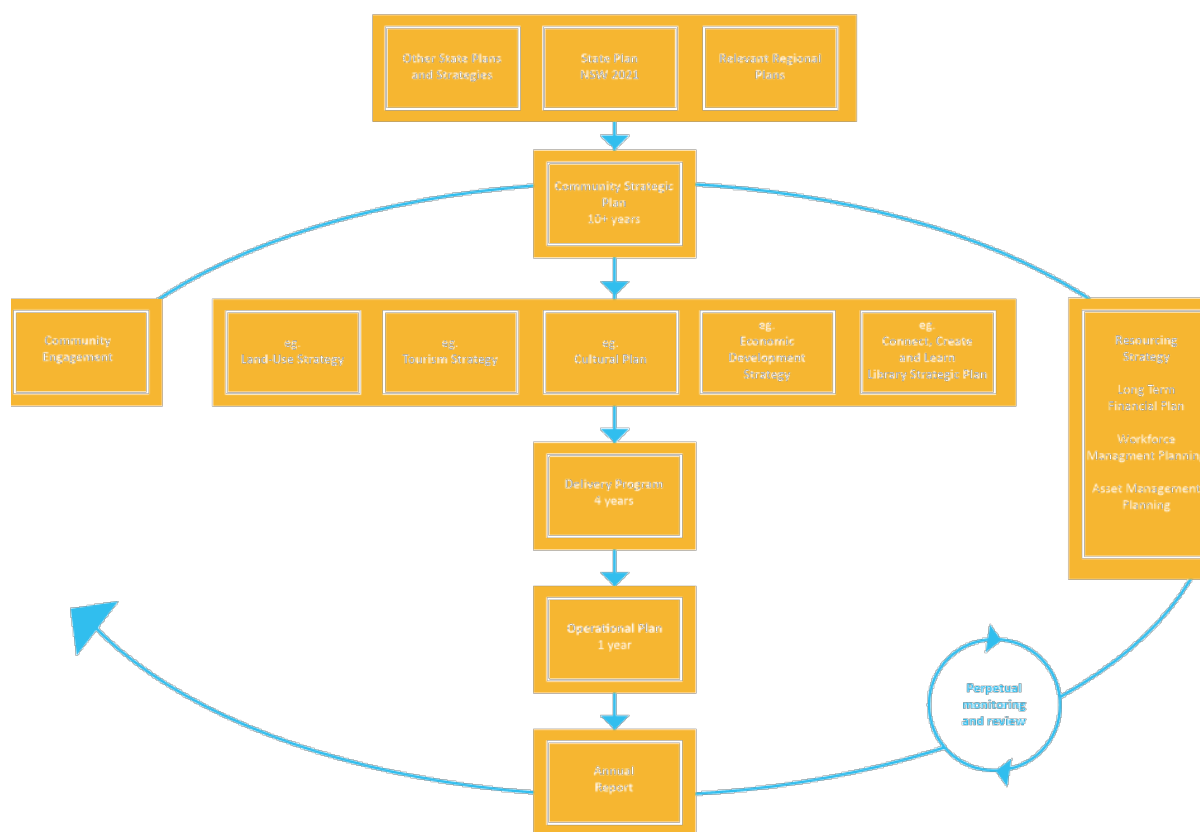 Other State Plans
and Strategies
State Plan
NSW 2021
Relevant Regional
Plans
Community Strategic
Plan
10+ years
Community
Engagement
eg.
Land-Use Strategy
eg.
Tourism Strategy
eg.
Cultural Plan
eg.
Economic
Development
Strategy
eg.
Connect, Create
and Learn
Library Strategic Plan
Resourcing
Strategy
Long Term
Financial Plan
Workforce
Managment Planning
Asset Management
Planning
Delivery Program
4 years
Operational Plan
1 year
Perpetual
monitoring
and review
Annual
Report